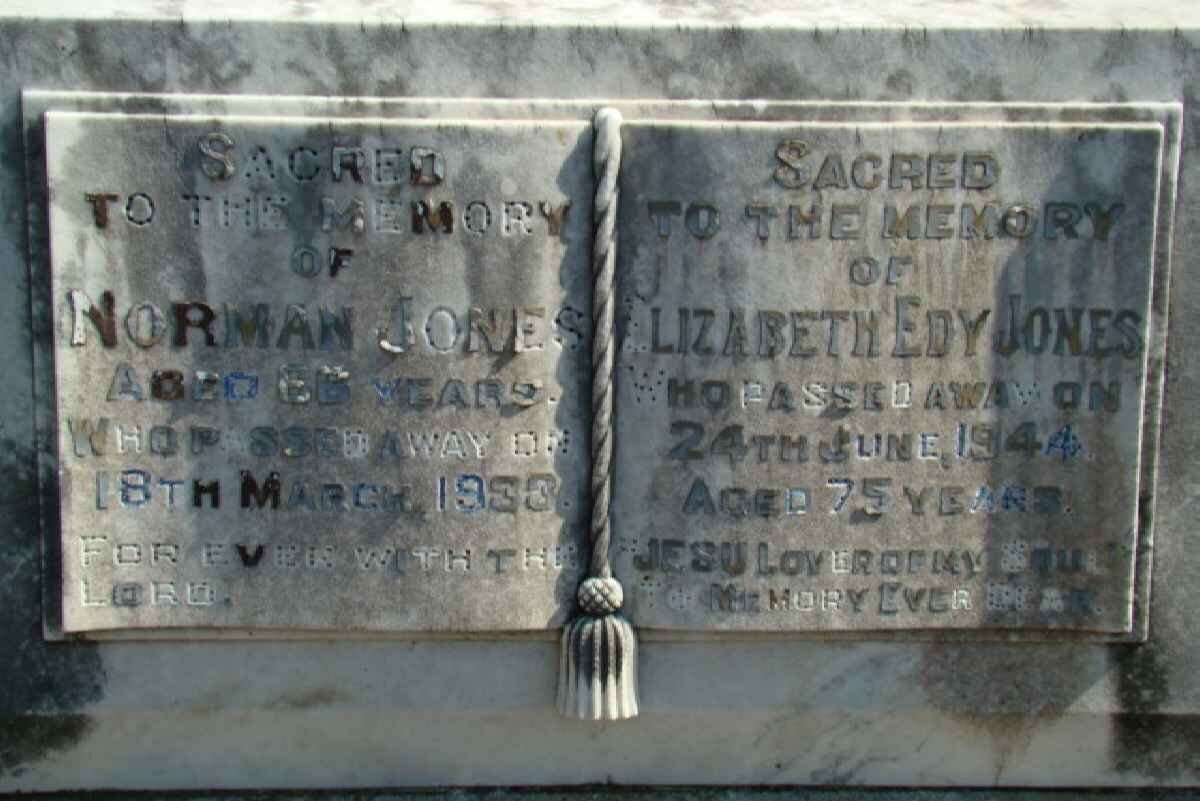 SACRED
TO THE MEMORY
OF
NORMAN JONES
AGED 66 YEARS.
WHO PASSED AWAY ON
18TH MARCH, 1933.
FOR EVER WITH THE
LORD.
SACRED
TO THE MEMORY
OF
ELIZABETH EDY JONES
WHO PASSED AWAY ON
24TH JUNE, 1944.
AGED 75 YEARS.
"JESU LOVER OF MY SOUL"
TO MEMORY EVER DEAR.